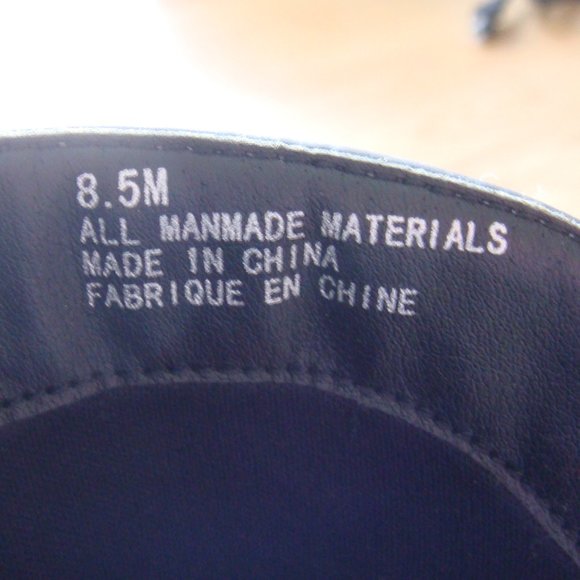 8.5M
ALL MANMADE MATERIALS
MADE IN CHINA
FABRIQUE EN CHINE